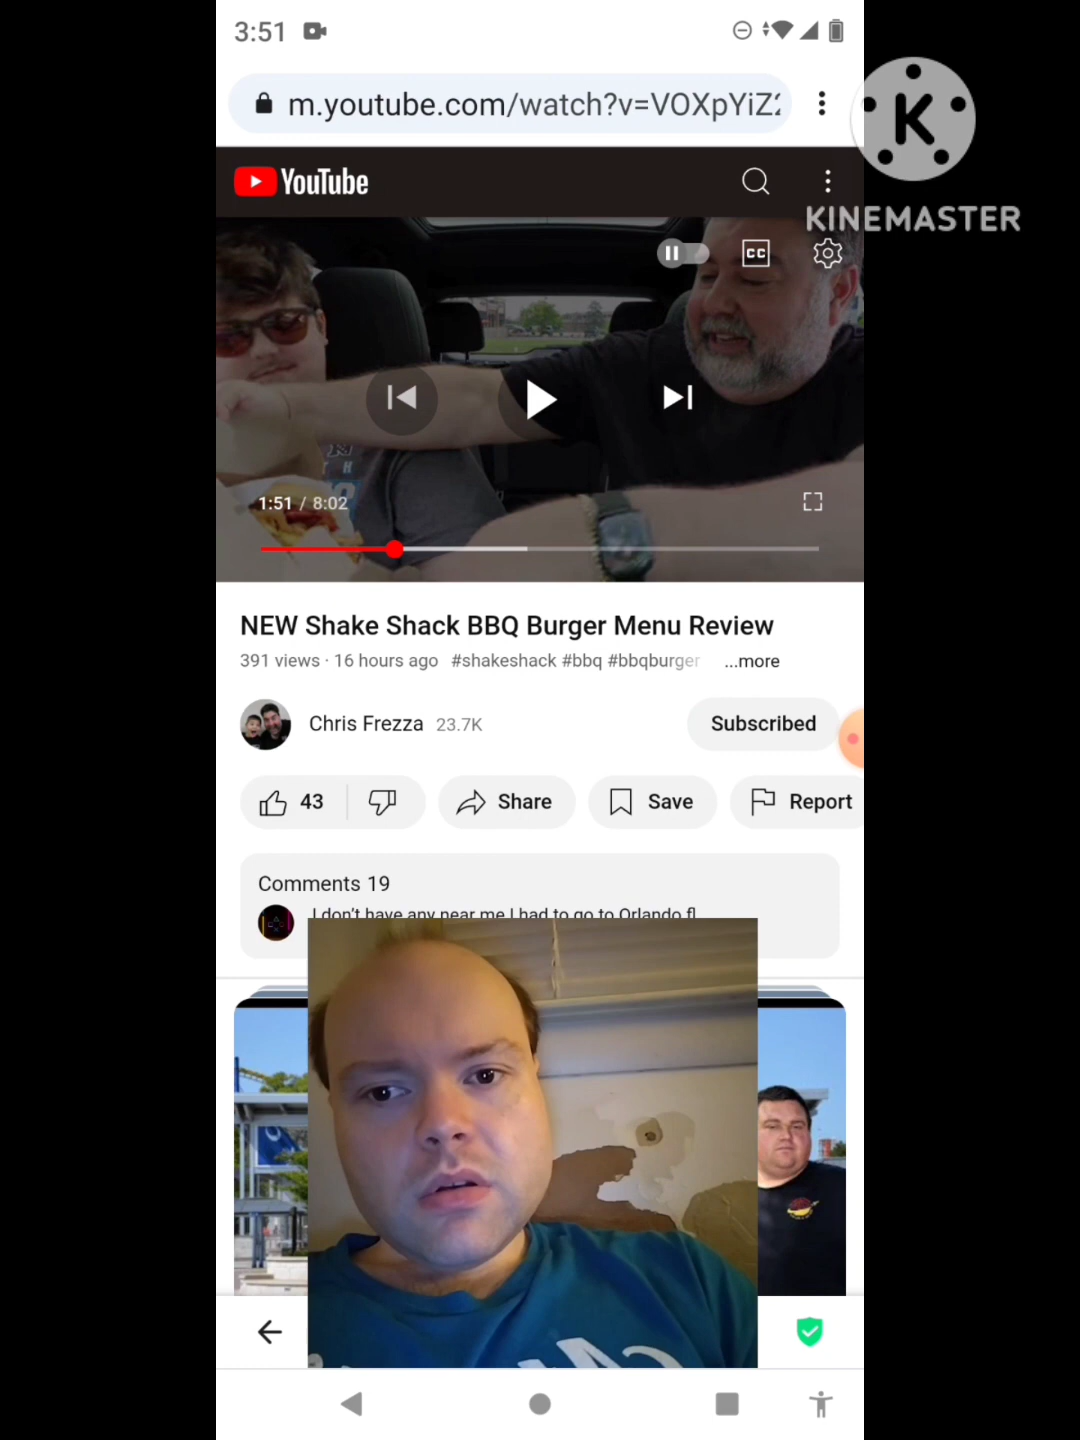 3:51
m.youtube.com/watch?v=VOXpYiZ
K
KINEMASTER
YouTube
CC
1:51 / 8:02
NEW Shake Shack BBQ Burger Menu Review
391 views · 16 hours ago #shakeshack #bbq #bbqburger ...more
Chris Frezza 23.7K
Subscribed
43
Share
Save
Report
Comments 19
I don't have any near me I had to go to Orlando fl